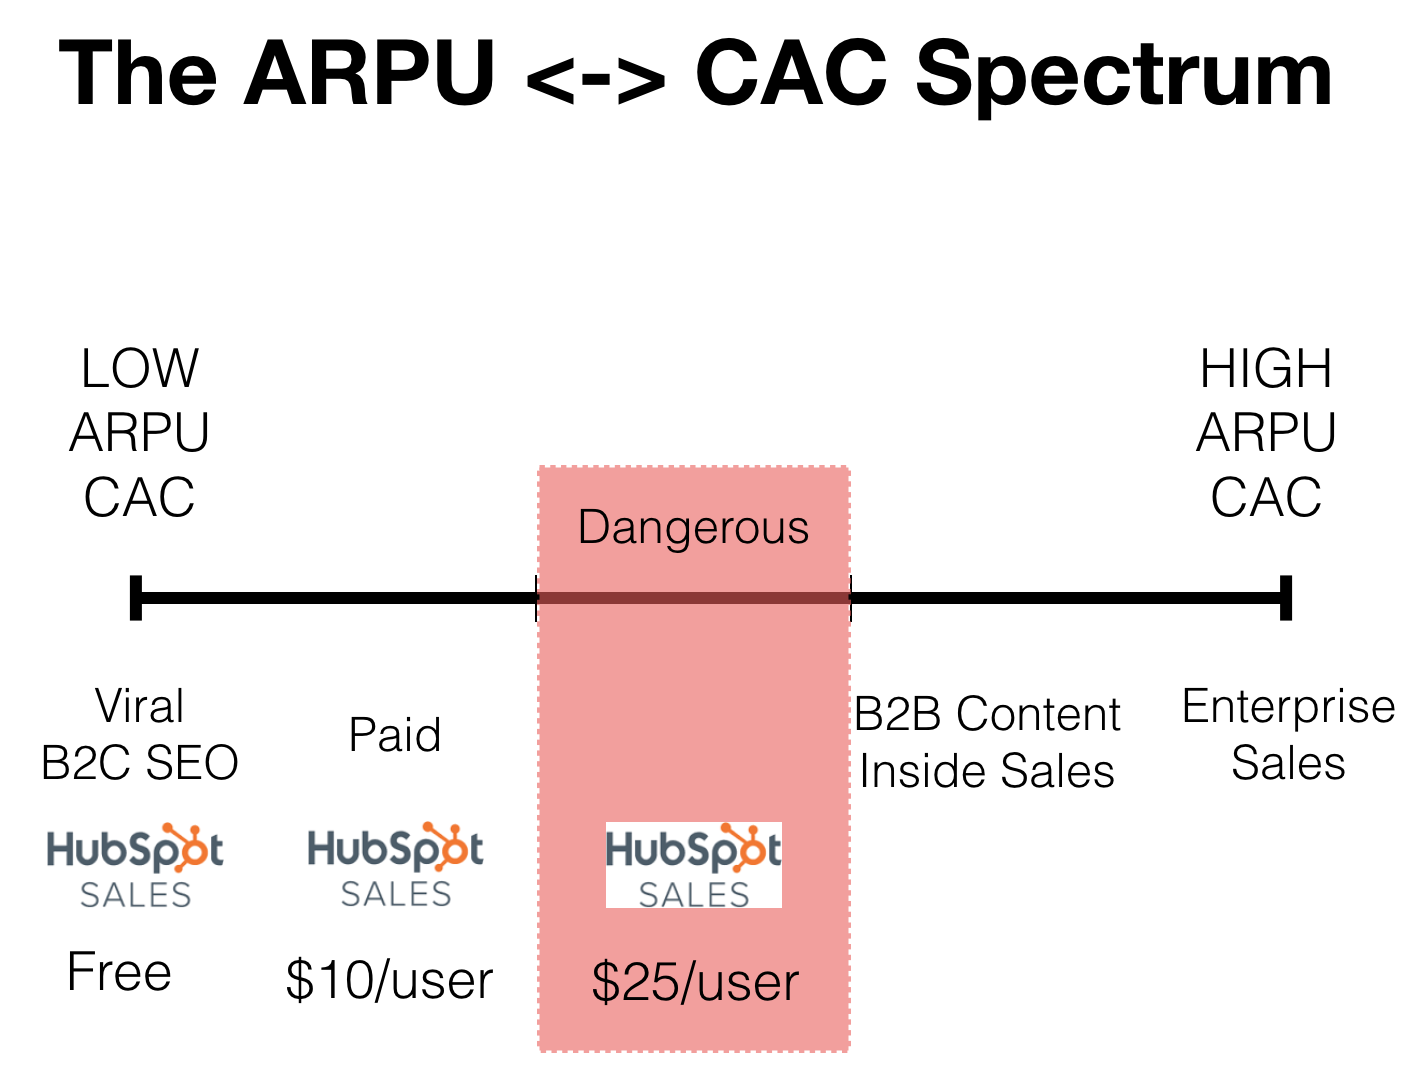 The ARPU <-> CAC Spectrum
LOW
ARPU
CAC
HIGH
ARPU
CAC
Dangerous
Viral
B2C SEO
Paid
B2B Content
Inside Sales
Enterprise
Sales
HubSpot
SALES
HubSpot
SALES
HubSpot
SALES
Free
$10/user
$25/user